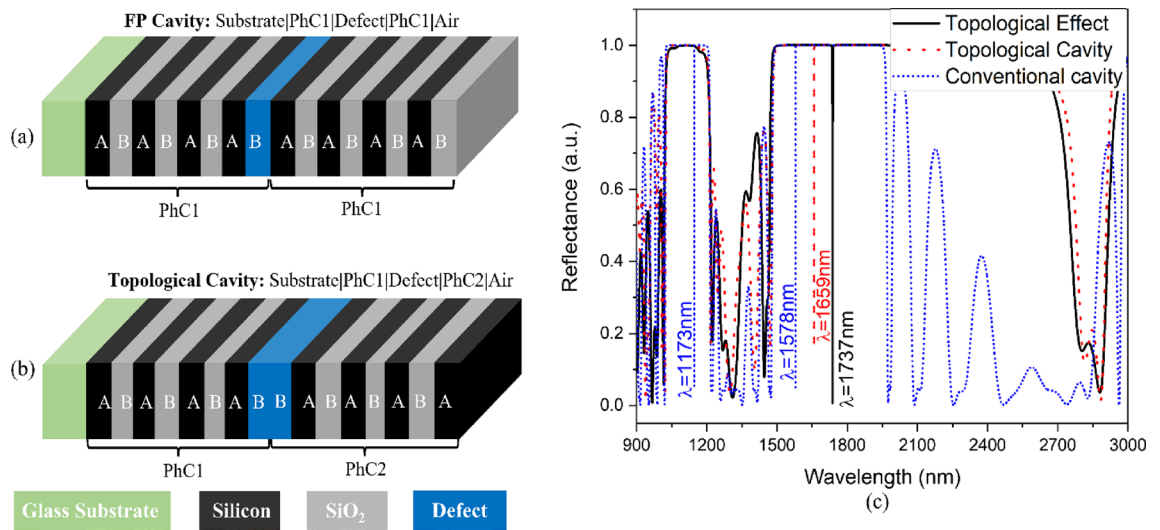 FP Cavity: Substrate|PhC1|Defect|PhC1|Air
(a)
A B A B A B A B A B A B A B A B
PhC1 PhC1
Topological Cavity: Substrate|PhC1|Defect|PhC2|Air
(b)
A B A B A B A B B A B A B A B A
PhC1 PhC2
Glass Substrate Silicon SiO₂ Defect
Topological Effect
Topological Cavity
Conventional cavity
Reflectance (a.u.)
1.0
0.8
0.6
0.4
0.2
0.0
λ=1173nm
λ=1578nm
λ=1659nm
λ=1737nm
900 1200 1500 1800 2100 2400 2700 3000
Wavelength (nm)
(c)